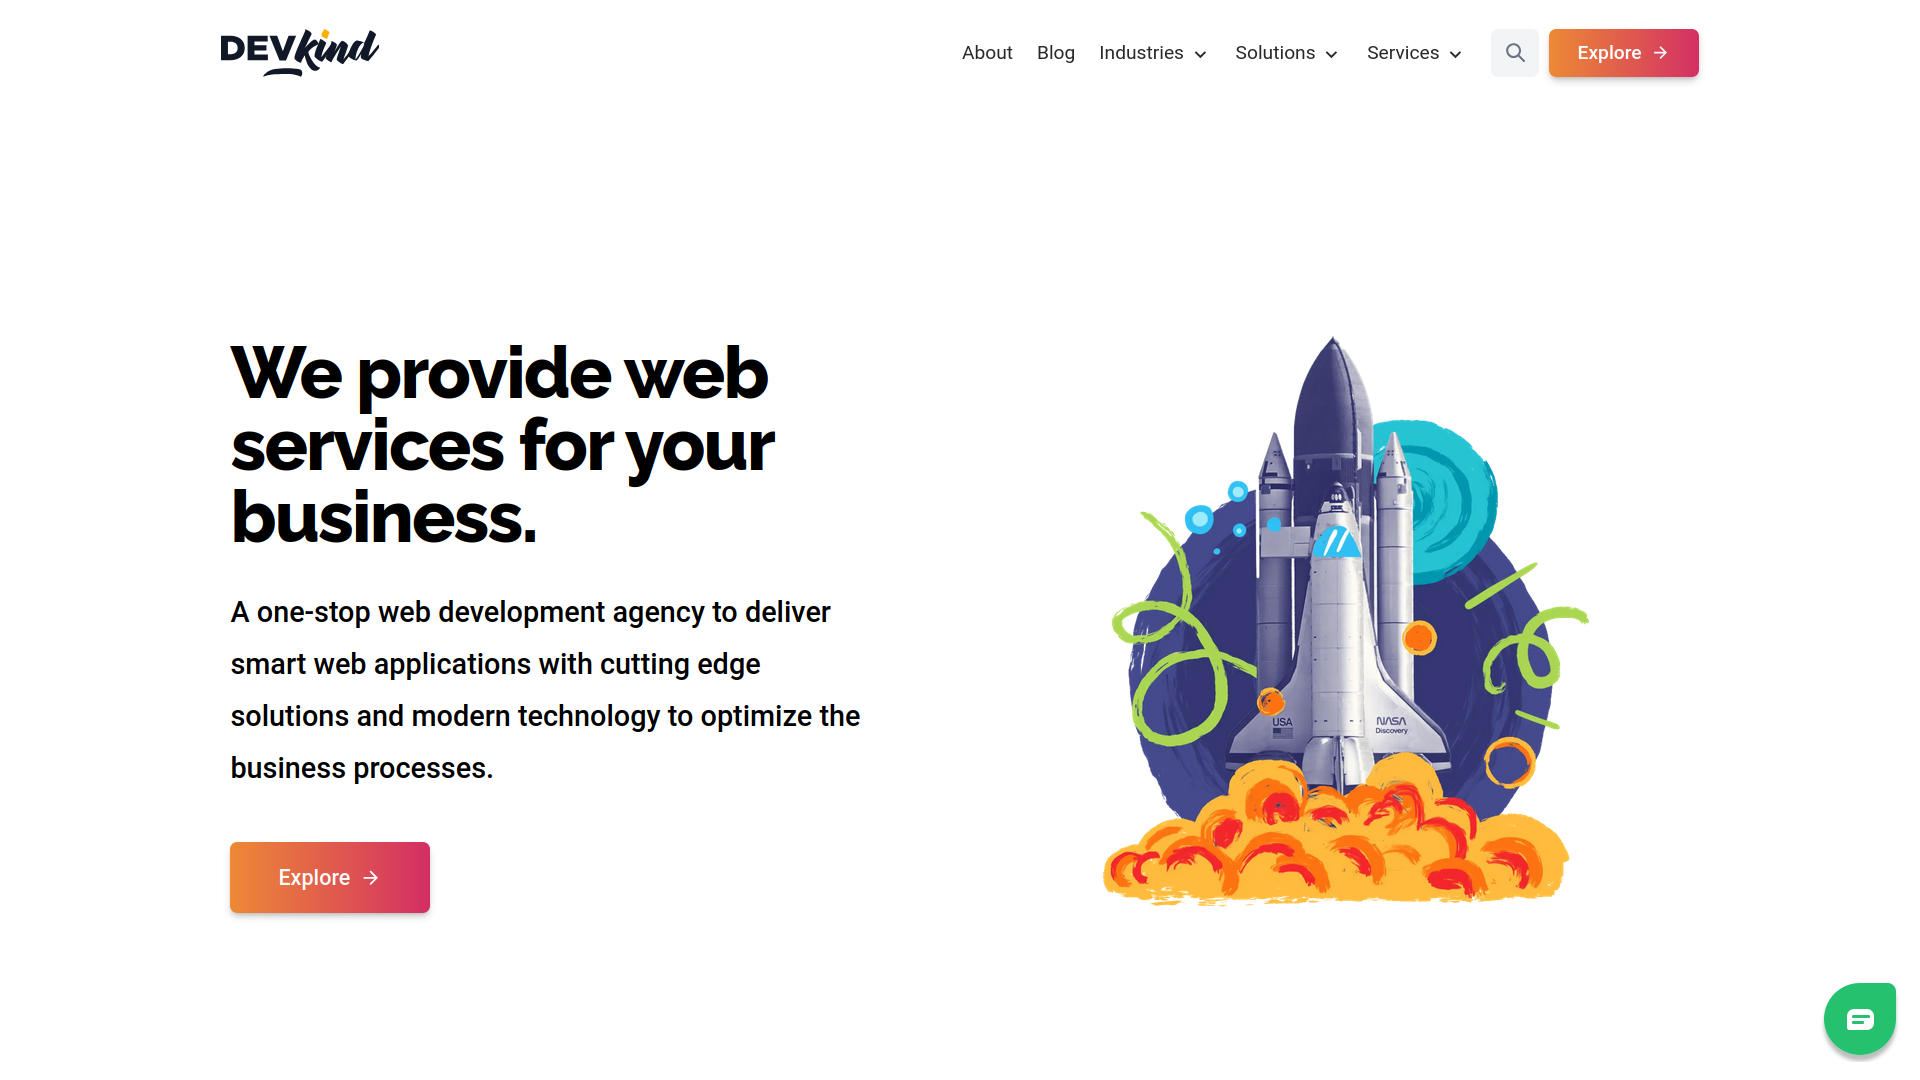 DEVkind
About
Blog
Industries
Solutions
Services
Explore
We provide web
services for your
business.
A one-stop web development agency to deliver
smart web applications with cutting edge
solutions and modern technology to optimize the
business processes.
Explore
USA
NASA
Discovery